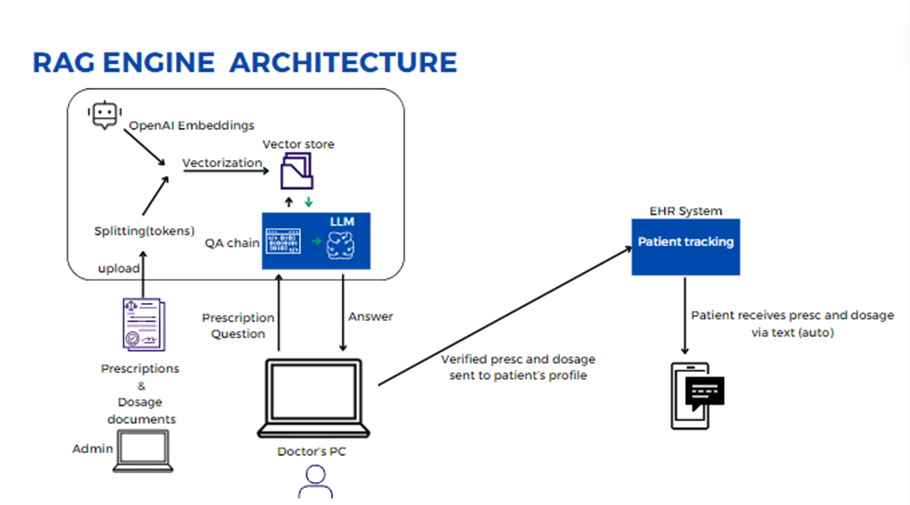 RAG ENGINE ARCHITECTURE
OpenAI Embeddings
Vector store
Vectorization
Splitting(tokens)
QA chain
LLM
upload
Prescription
Question
Answer
Prescriptions
&
Dosage
documents
Admin
Doctor's PC
Verified presc and dosage
sent to patient's profile
EHR System
Patient tracking
Patient receives presc and dosage
via text (auto)